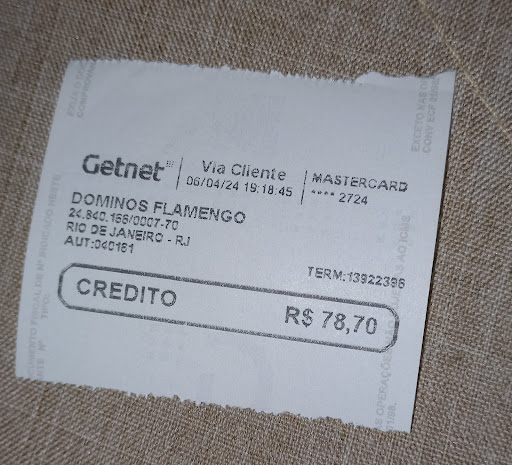 Getnet
Via Cliente
06/04/24 19:18:45
MASTERCARD
**** 2724
DOMINOS FLAMENGO
24.840.166/0007-70
RIO DE JANEIRO - RJ
AUT:040161
TERM:13922396
CREDITO
R$ 78,70